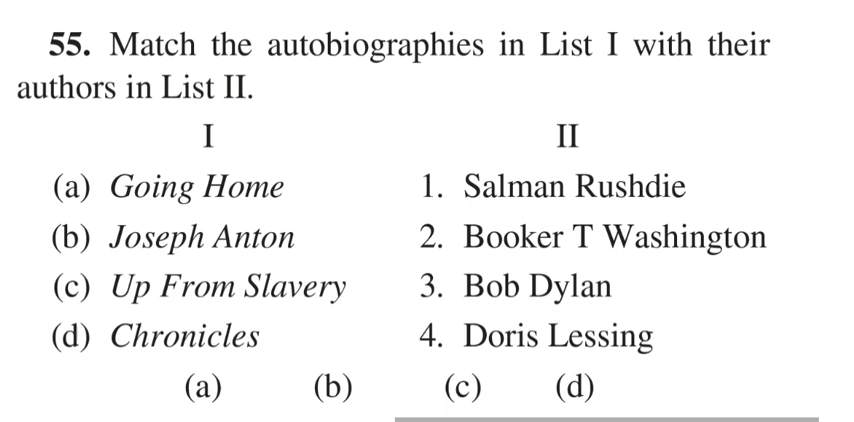 55. Match the autobiographies in List I with their
authors in List II.
I II
(a) Going Home 1. Salman Rushdie
(b) Joseph Anton 2. Booker T Washington
(c) Up From Slavery 3. Bob Dylan
(d) Chronicles 4. Doris Lessing
(a) (b) (c) (d)